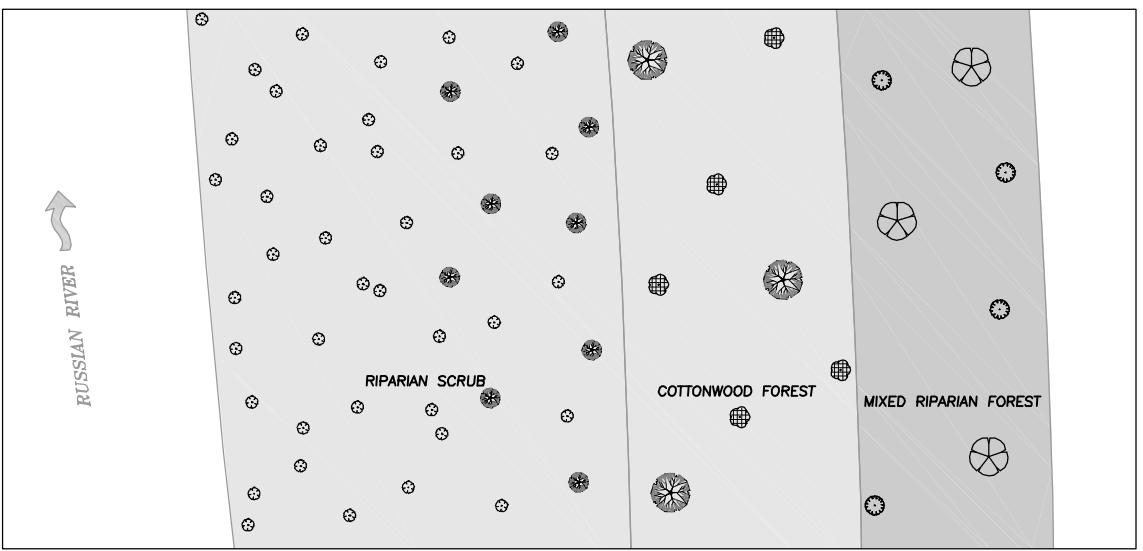 RUSSIAN RIVER
RIPARIAN SCRUB
COTTONWOOD FOREST
MIXED RIPARIAN FOREST